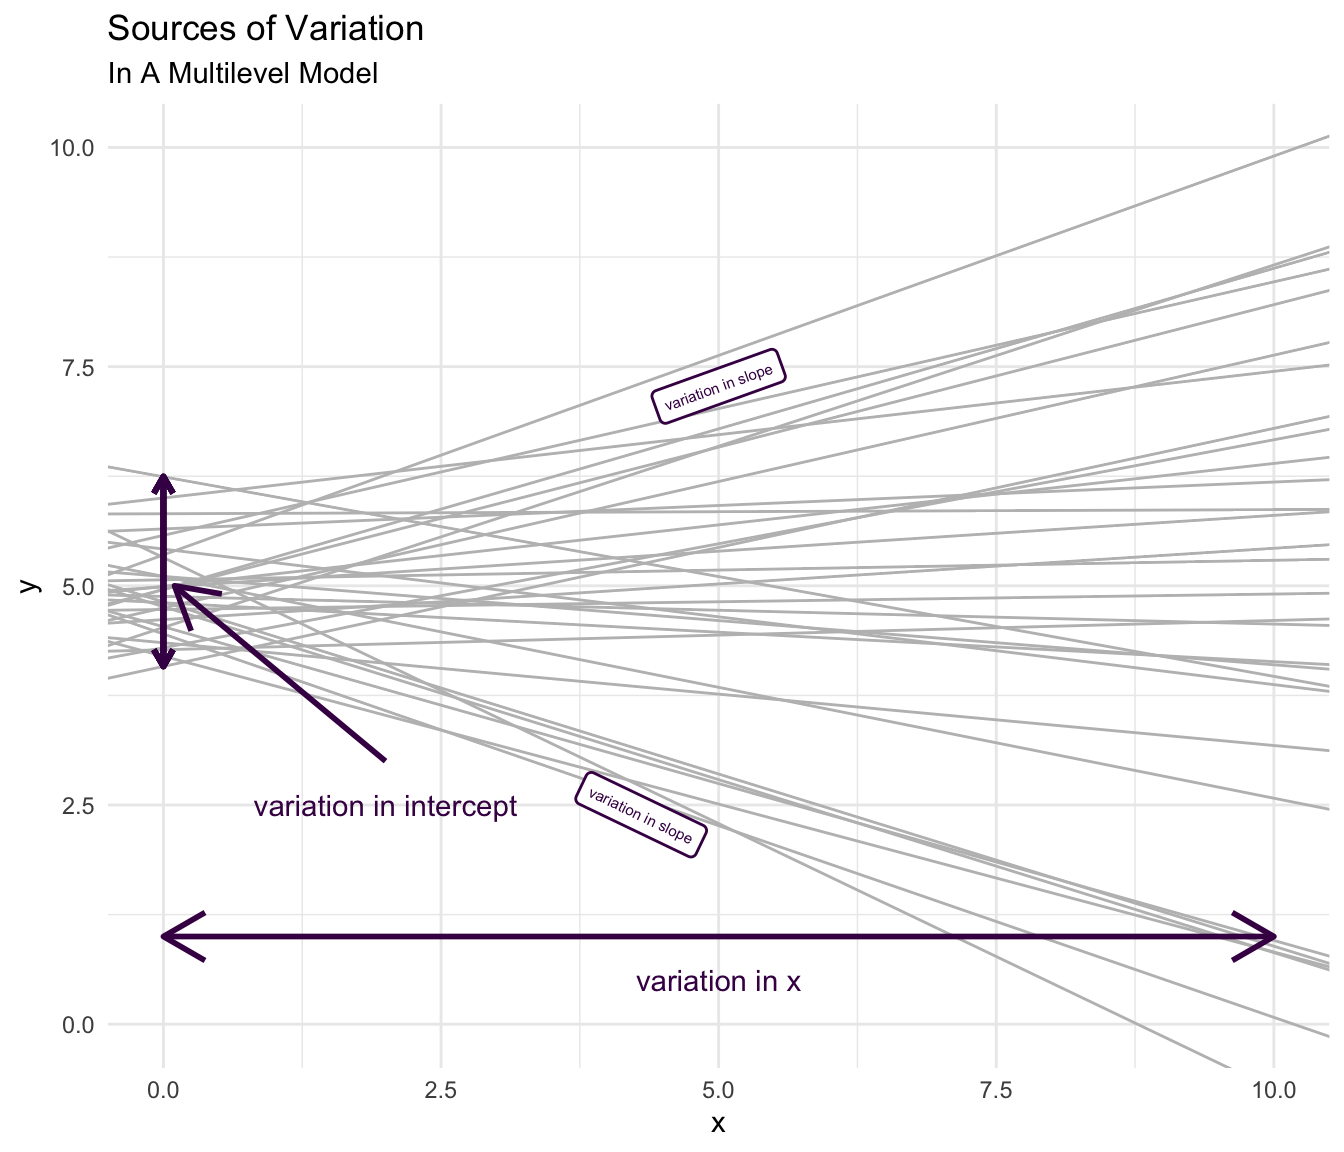 Sources of Variation
In A Multilevel Model
10.0
7.5
5.0
2.5
0.0
y
variation in slope
variation in intercept
variation in slope
variation in x
0.0 2.5 5.0 7.5 10.0
x